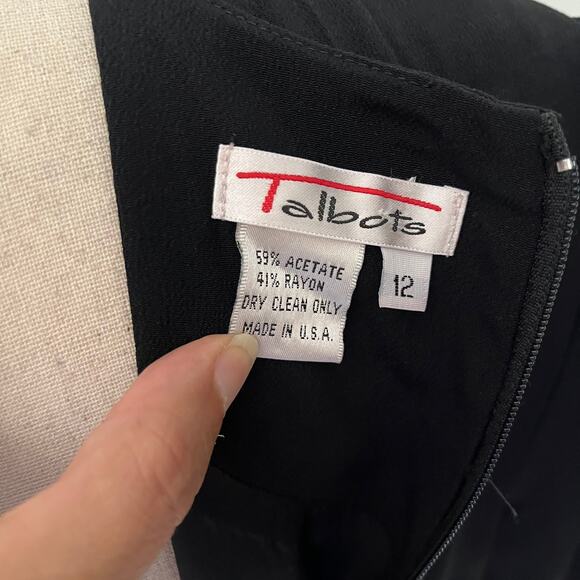 Talbots
59% ACETATE
41% RAYON
DRY CLEAN ONLY
MADE IN U.S.A.
12